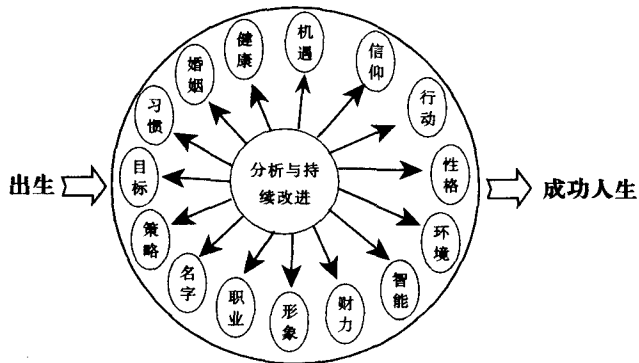 机遇
信仰
行动
性格
环境
智能
财力
形象
职业
名字
策略
目标
习惯
婚姻
健康
分析与持
续改进
出生
成功人生